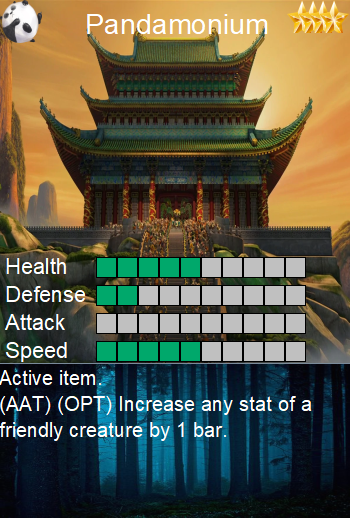 Pandamonium
Health
Defense
Attack
Speed
Active item.
(AAT) (OPT) Increase any stat of a
friendly creature by 1 bar.